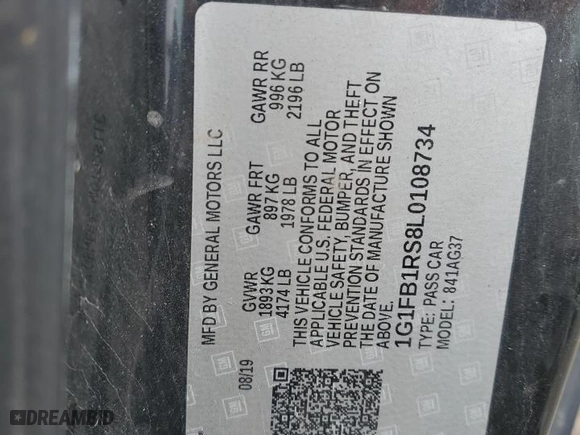 MFD BY GENERAL MOTORS LLC
08/19
GVWR
1893 KG
4174 LB
GAWR FRT
897 KG
1978 LB
GAWR RR
996 KG
2196 LB
THIS VEHICLE CONFORMS TO ALL
APPLICABLE U.S. FEDERAL MOTOR
VEHICLE SAFETY, BUMPER, AND THEFT
PREVENTION STANDARDS IN EFFECT ON
THE DATE OF MANUFACTURE SHOWN
ABOVE.
1G1FB1RS8L0108734
TYPE: PASS CAR
MODEL: 841AG37
DREAMBID